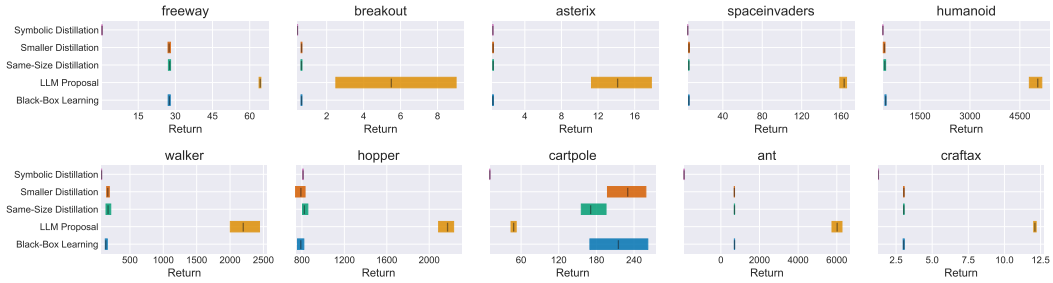 freeway breakout asterix spaceinvaders humanoid
Symbolic Distillation
Smaller Distillation
Same-Size Distillation
LLM Proposal
Black-Box Learning
15 30 45 60 2 4 6 8 4 8 12 16 40 80 120 160 1500 3000 4500
Return Return Return Return Return
walker hopper cartpole ant craftax
Symbolic Distillation
Smaller Distillation
Same-Size Distillation
LLM Proposal
Black-Box Learning
500 1000 1500 2000 2500 800 1200 1600 2000 60 120 180 240 0 2000 4000 6000 2.5 5.0 7.5 10.0 12.5
Return Return Return Return Return